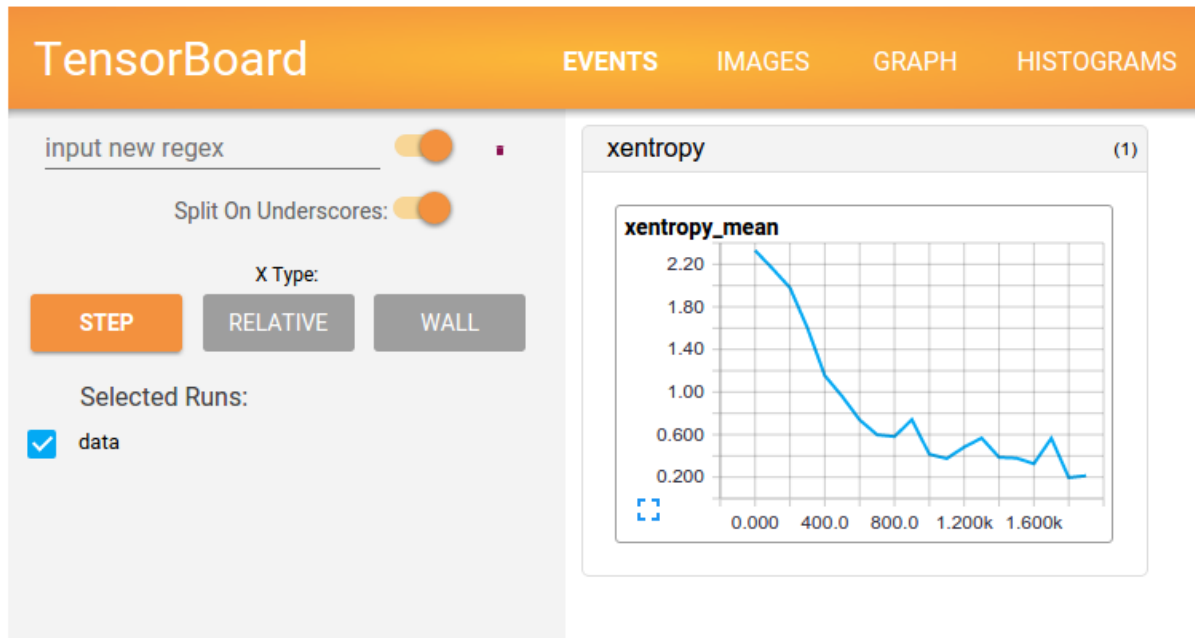 TensorBoard EVENTS IMAGES GRAPH HISTOGRAMS
input new regex
Split On Underscores:
X Type:
STEP RELATIVE WALL
Selected Runs:
data
xentropy (1)
xentropy_mean
2.20
1.80
1.40
1.00
0.600
0.200
0.000 400.0 800.0 1.200k 1.600k